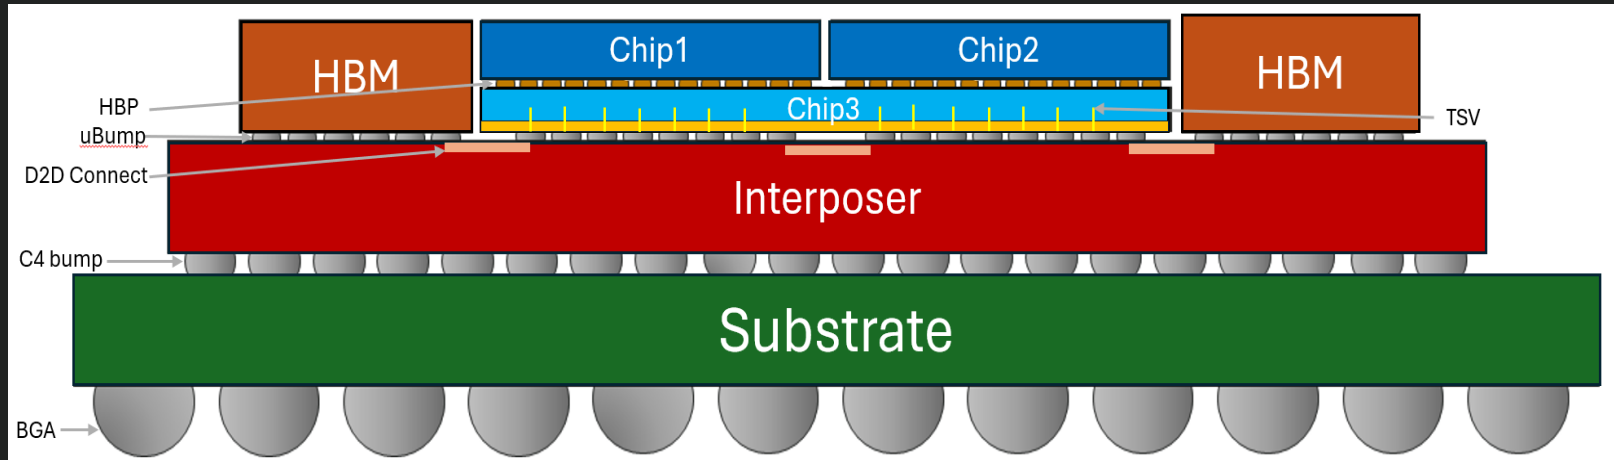 HBM
Chip1
Chip2
HBM
HBP
Chip3
TSV
uBump
D2D Connect
Interposer
C4 bump
Substrate
BGA